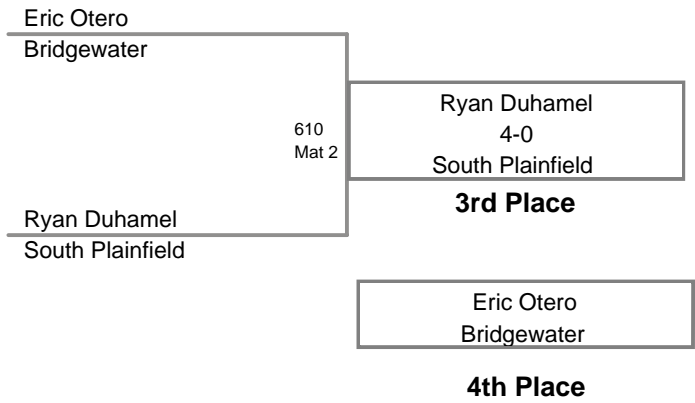 Eric Otero
Bridgewater
610
Mat 2
Ryan Duhamel
4-0
South Plainfield
3rd Place
Ryan Duhamel
South Plainfield
Eric Otero
Bridgewater
4th Place